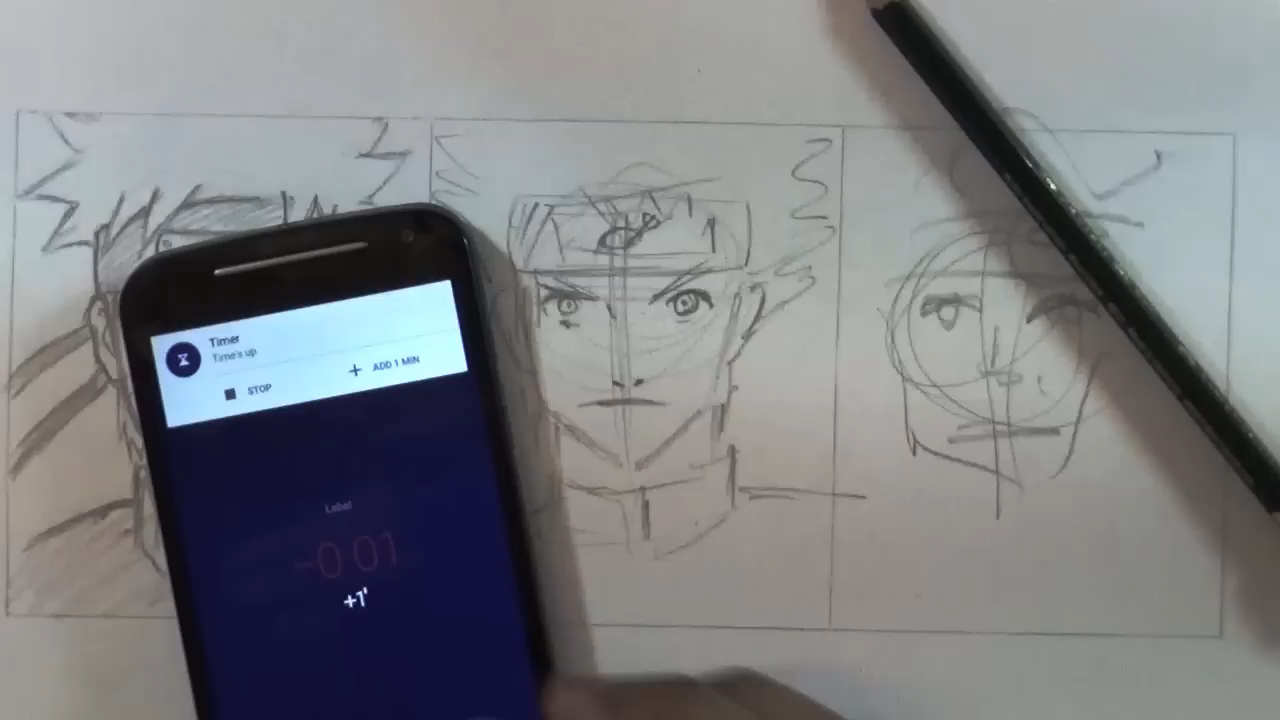 Timer
Time's up
STOP
+ ADD 1 MIN
Label
-0 01
+1'